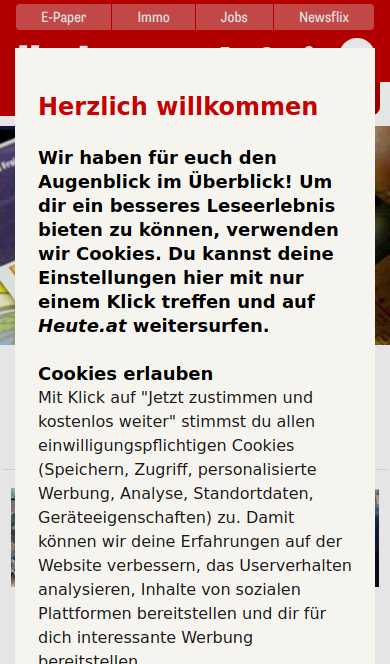 E-Paper
Immo
Jobs
Newsflix
Herzlich willkommen
Wir haben für euch den
Augenblick im Überblick! Um
dir ein besseres Leseerlebnis
bieten zu können, verwenden
wir Cookies. Du kannst deine
Einstellungen hier mit nur
einem Klick treffen und auf
Heute.at weitersurfen.
Cookies erlauben
Mit Klick auf "Jetzt zustimmen und
kostenlos weiter" stimmst du allen
einwilligungspflichtigen Cookies
(Speichern, Zugriff, personalisierte
Werbung, Analyse, Standortdaten,
Geräteeigenschaften) zu. Damit
können wir deine Erfahrungen auf der
Website verbessern, das Userverhalten
analysieren, Inhalte von sozialen
Plattformen bereitstellen und dir für
dich interessante Werbung
bereitstellen